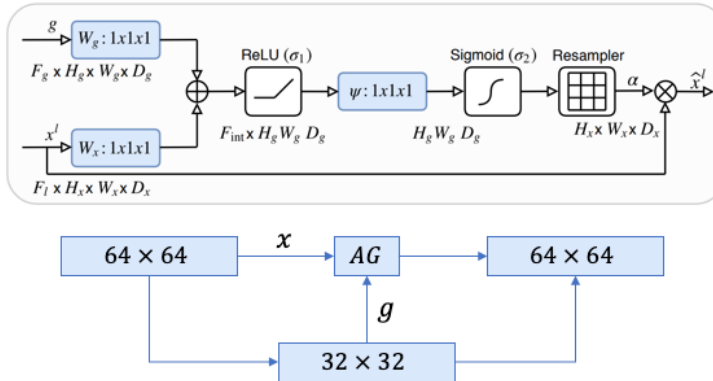 g
W_g : 1x1x1
F_g x H_g x W_g x D_g
ReLU (σ_1)
Sigmoid (σ_2)
Resampler
ψ: 1x1x1
α
x̂^l
F_int x H_g W_g D_g
H_g W_g D_g
H_x x W_x x D_x
x^l
W_x : 1x1x1
F_l x H_x x W_x x D_x
64 × 64
x
AG
64 × 64
g
32 × 32